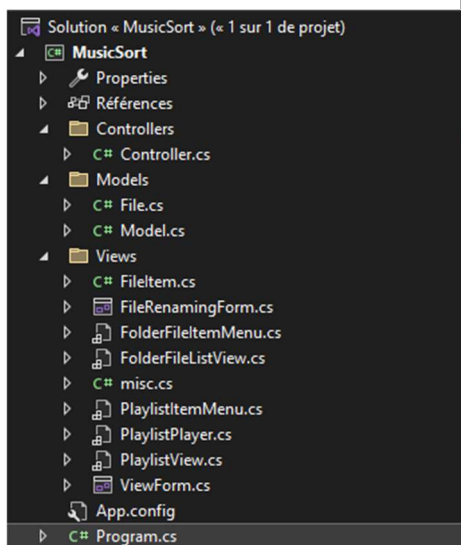 Solution « MusicSort » (« 1 sur 1 de projet)
C# MusicSort
Properties
Références
Controllers
C# Controller.cs
Models
C# File.cs
C# Model.cs
Views
C# FileItem.cs
FileRenamingForm.cs
FolderFileItemMenu.cs
FolderFileListView.cs
C# misc.cs
PlaylistItemMenu.cs
PlaylistPlayer.cs
PlaylistView.cs
ViewForm.cs
App.config
C# Program.cs